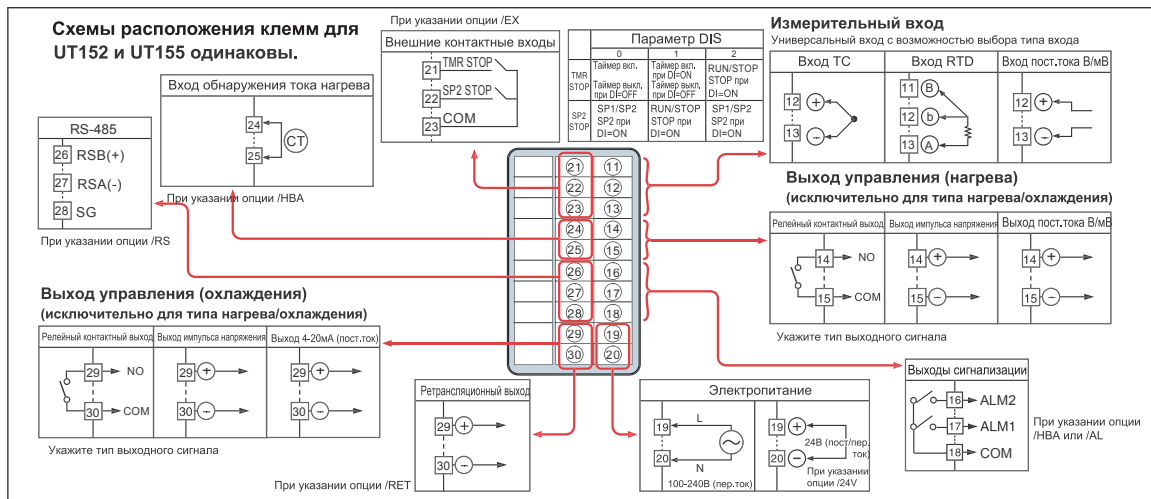 Схемы расположения клемм для
UT152 и UT155 одинаковы.
При указании опции /EX
Внешние контактные входы
21 TMR STOP
22 SP2 STOP
23 COM
Параметр DIS
0 1 2
TMR STOP
Таймер вкл.
Таймер выкл. при DI=OFF
Таймер вкл. при DI=ON
Таймер выкл. при DI=OFF
RUN/STOP
STOP при
DI=ON
SP2 STOP
SP1/SP2
SP2 при
DI=ON
RUN/STOP
STOP при
DI=ON
SP1/SP2
SP2 при
DI=ON
Измерительный вход
Универсальный вход с возможностью выбора типа входа
Вход TC
12 +
13 −
Вход RTD
11 B
12 b
13 A
Вход пост.тока В/мВ
12 +
13 −
Вход обнаружения тока нагрева
24
25
CT
При указании опции /HBA
RS-485
26 RSB(+)
27 RSA(-)
28 SG
При указании опции /RS
21 11
22 12
23 13
24 14
25 15
26 16
27 17
28 18
29 19
30 20
Выход управления (нагрева)
(исключительно для типа нагрева/охлаждения)
Релейный контактный выход
14 NO
15 COM
Выход импульса напряжения
14 +
15 −
Выход пост.тока В/мВ
14 +
15 −
Укажите тип выходного сигнала
Выход управления (охлаждения)
(исключительно для типа нагрева/охлаждения)
Релейный контактный выход
29 NO
30 COM
Выход импульса напряжения
29 +
30 −
Выход 4-20мА (пост.ток)
29 +
30 −
Укажите тип выходного сигнала
Ретрансляционный выход
29 +
30 −
При указании опции /RET
Электропитание
19 L
20 N
100-240В (пер.ток)
19 +
20 −
24В (пост/пер.
ток)
При указании
опции /24V
Выходы сигнализации
16 ALM2
17 ALM1
18 COM
При указании опции
/HBA или /AL